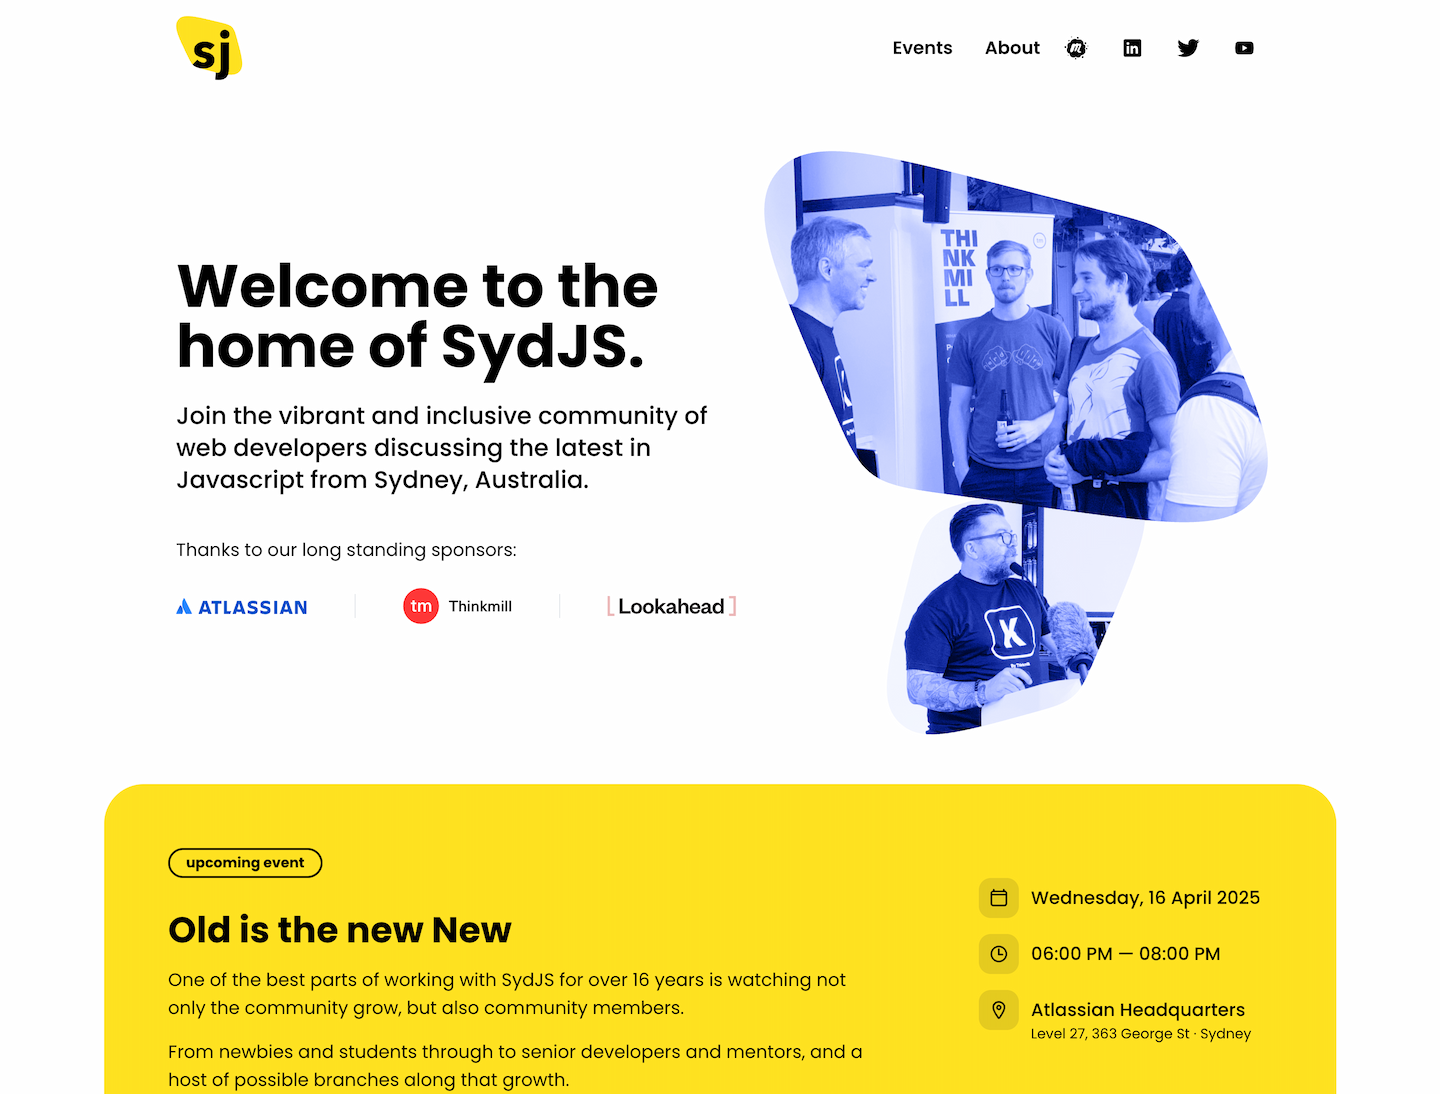 sj
Events
About
Welcome to the
home of SydJS.
Join the vibrant and inclusive community of
web developers discussing the latest in
Javascript from Sydney, Australia.
Thanks to our long standing sponsors:
ATLASSIAN
tm Thinkmill
[Lookahead]
THI
NK
MI
LL
tm
K
K
By Thinkmill
upcoming event
Old is the new New
One of the best parts of working with SydJS for over 16 years is watching not
only the community grow, but also community members.
From newbies and students through to senior developers and mentors, and a
host of possible branches along that growth.
Wednesday, 16 April 2025
06:00 PM — 08:00 PM
Atlassian Headquarters
Level 27, 363 George St · Sydney